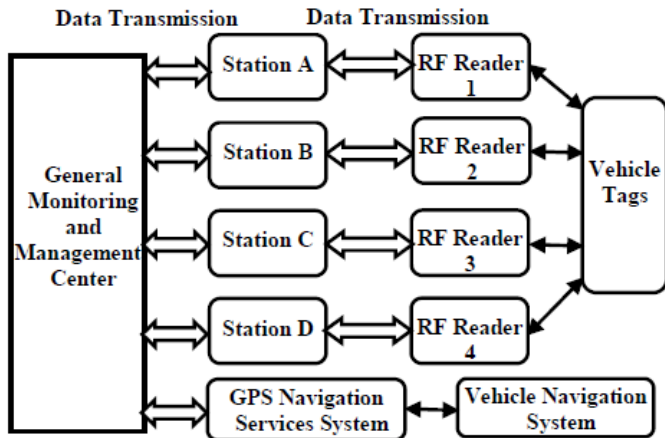 Data Transmission
Data Transmission
General
Monitoring
and
Management
Center
Station A
RF Reader
1
Station B
RF Reader
2
Station C
RF Reader
3
Station D
RF Reader
4
Vehicle
Tags
GPS Navigation
Services System
Vehicle Navigation
System